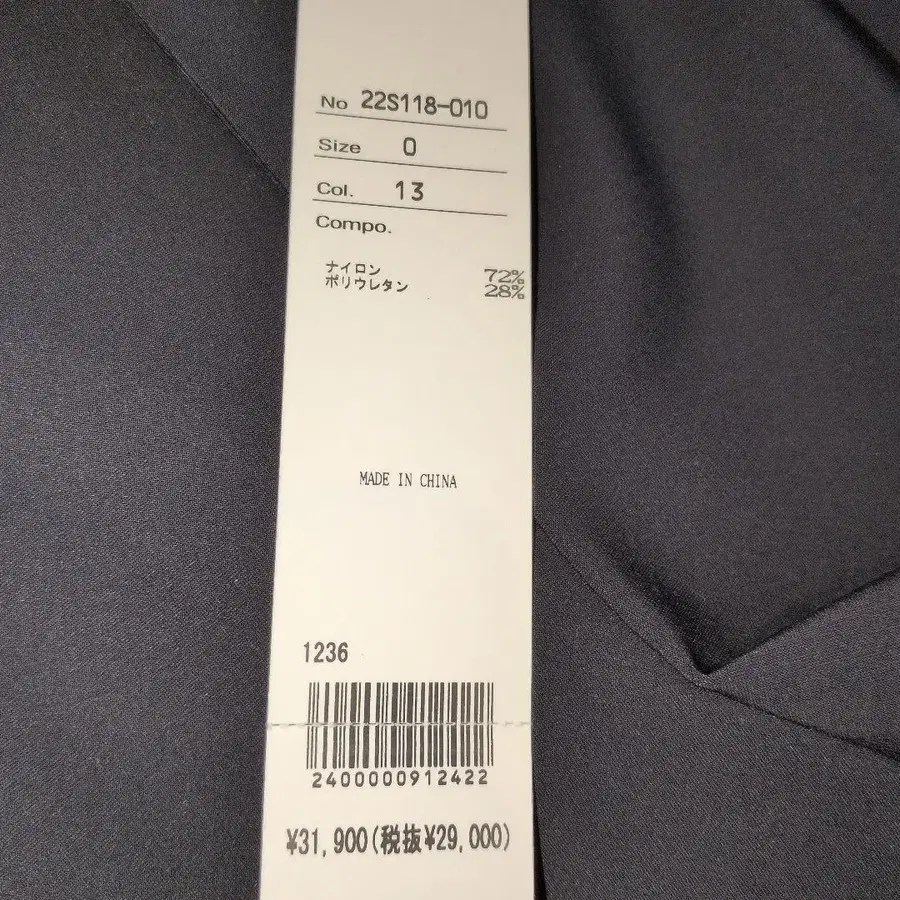 No 22S118-010
Size 0
Col. 13
Compo.
ナイロン 72%
ポリウレタン 28%
MADE IN CHINA
1236
2400000912422
¥31,900(税抜¥29,000)